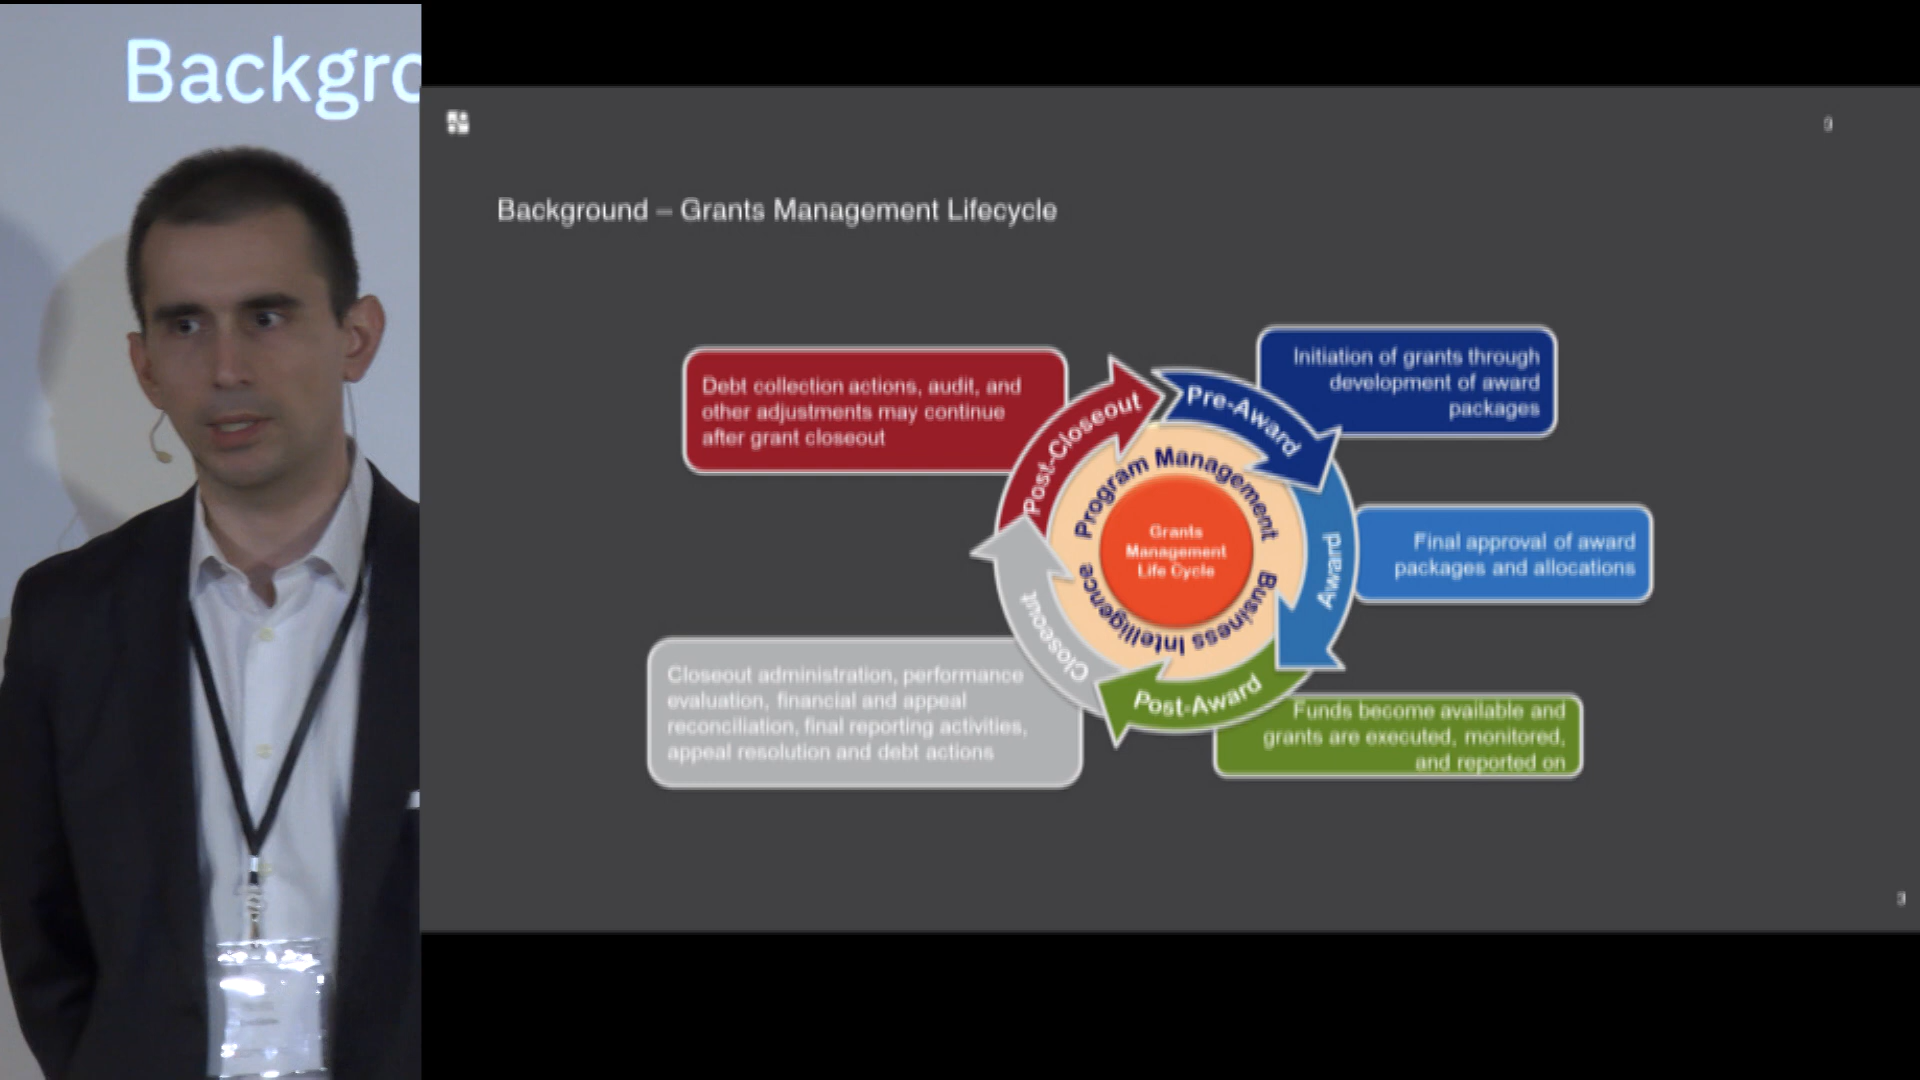 Backgro
Background – Grants Management Lifecycle
Debt collection actions, audit, and
other adjustments may continue
after grant closeout
Initiation of grants through
development of award
packages
Final approval of award
packages and allocations
Funds become available and
grants are executed, monitored,
and reported on
Closeout administration, performance
evaluation, financial and appeal
reconciliation, final reporting activities,
appeal resolution and debt actions
Pre-Award
Award
Post-Award
Closeout
Post-Closeout
Program Management
Business Intelligence
Grants
Management
Life Cycle